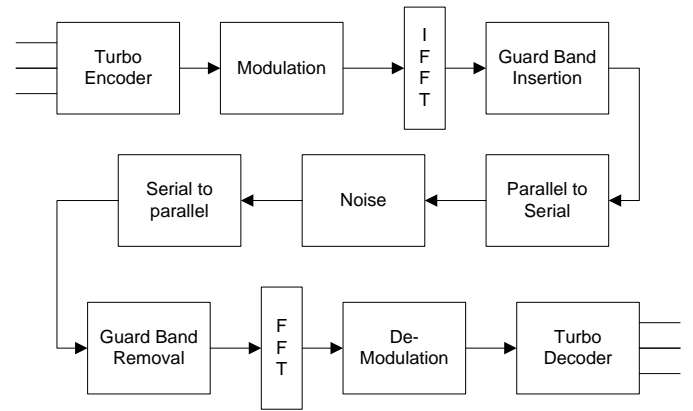 Turbo
Encoder
Modulation
I
F
F
T
Guard Band
Insertion
Serial to
parallel
Noise
Parallel to
Serial
Guard Band
Removal
F
F
T
De-
Modulation
Turbo
Decoder